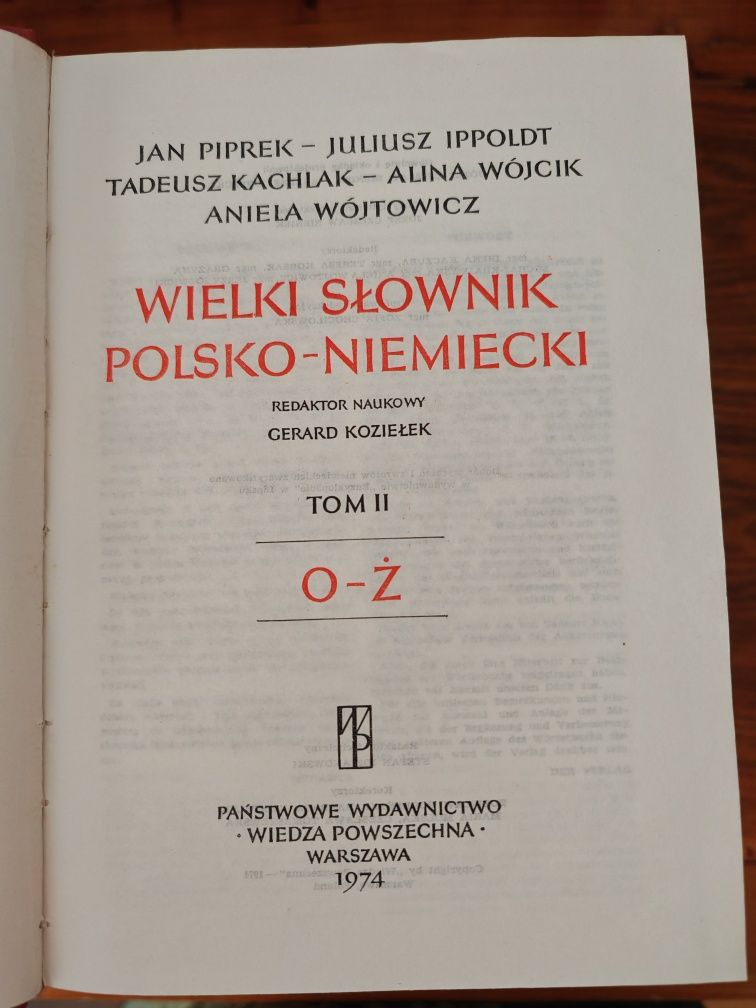 JAN PIPREK – JULIUSZ IPPOLDT
TADEUSZ KACHLAK – ALINA WÓJCIK
ANIELA WÓJTOWICZ
WIELKI SŁOWNIK
POLSKO-NIEMIECKI
REDAKTOR NAUKOWY
GERARD KOZIEŁEK
TOM II
O-Ż
WP
PAŃSTWOWE WYDAWNICTWO
· WIEDZA POWSZECHNA ·
WARSZAWA
1974